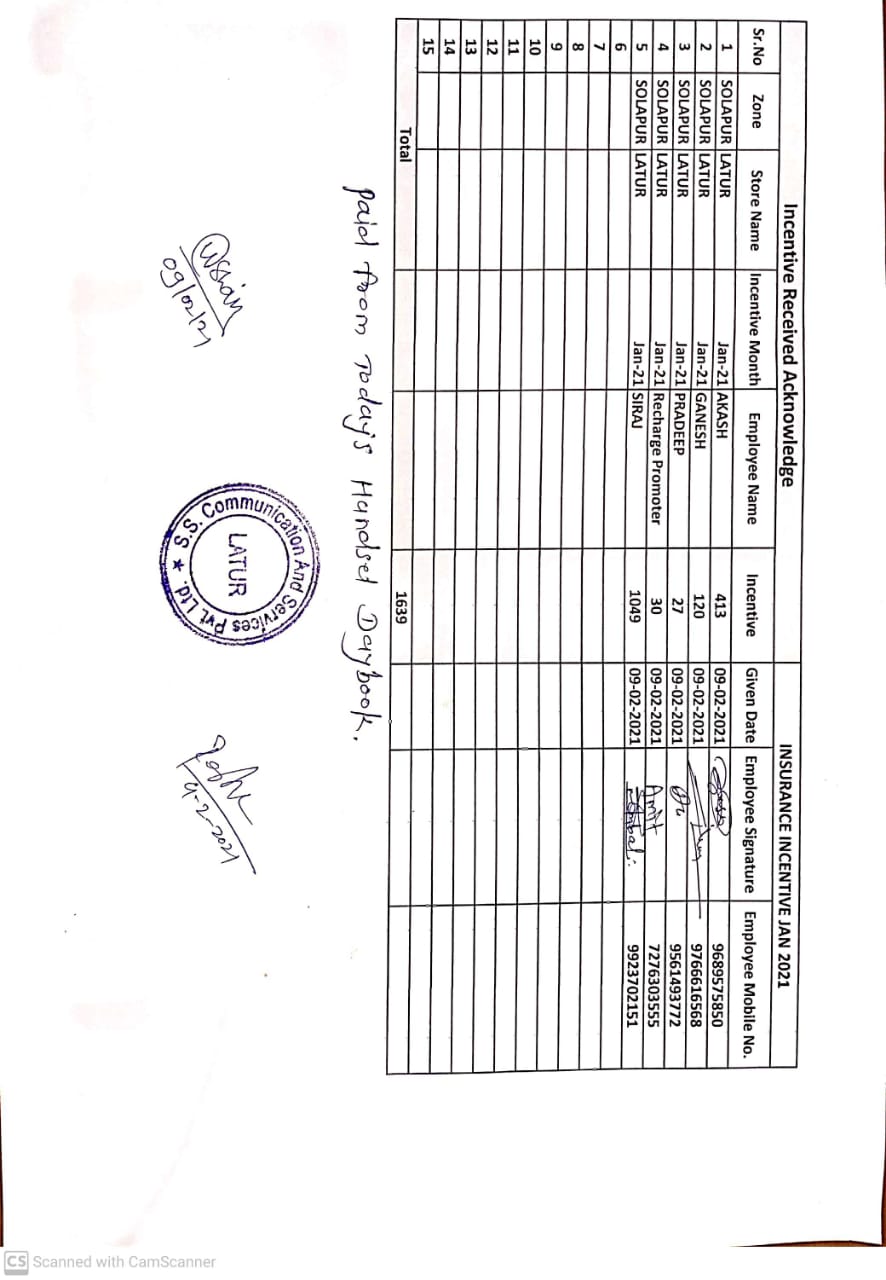 Incentive Received Acknowledge INSURANCE INCENTIVE JAN 2021
Sr.No Zone Store Name Incentive Month Employee Name Incentive Given Date Employee Signature Employee Mobile No.
1 SOLAPUR LATUR Jan-21 AKASH 413 09-02-2021 9689575850
2 SOLAPUR LATUR Jan-21 GANESH 120 09-02-2021 9766616568
3 SOLAPUR LATUR Jan-21 PRADEEP 27 09-02-2021 9561493772
4 SOLAPUR LATUR Jan-21 Recharge Promoter 30 09-02-2021 Amit 7276303555
5 SOLAPUR LATUR Jan-21 SIRAJ 1049 09-02-2021 9923702151
6
7
8
9
10
11
12
13
14
15
Total 1639
paid from Today's Handset Daybook.
09/02/21
S.S. Communication And Services Pvt. Ltd. ★
LATUR
9-2-2021
CS Scanned with CamScanner